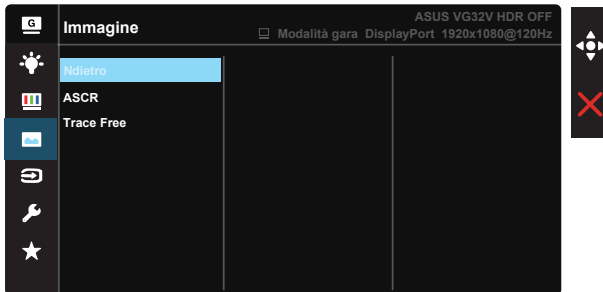 G
Immagine
ASUS VG32V HDR OFF
Modalità gara DisplayPort 1920x1080@120Hz
Ndietro
ASCR
Trace Free